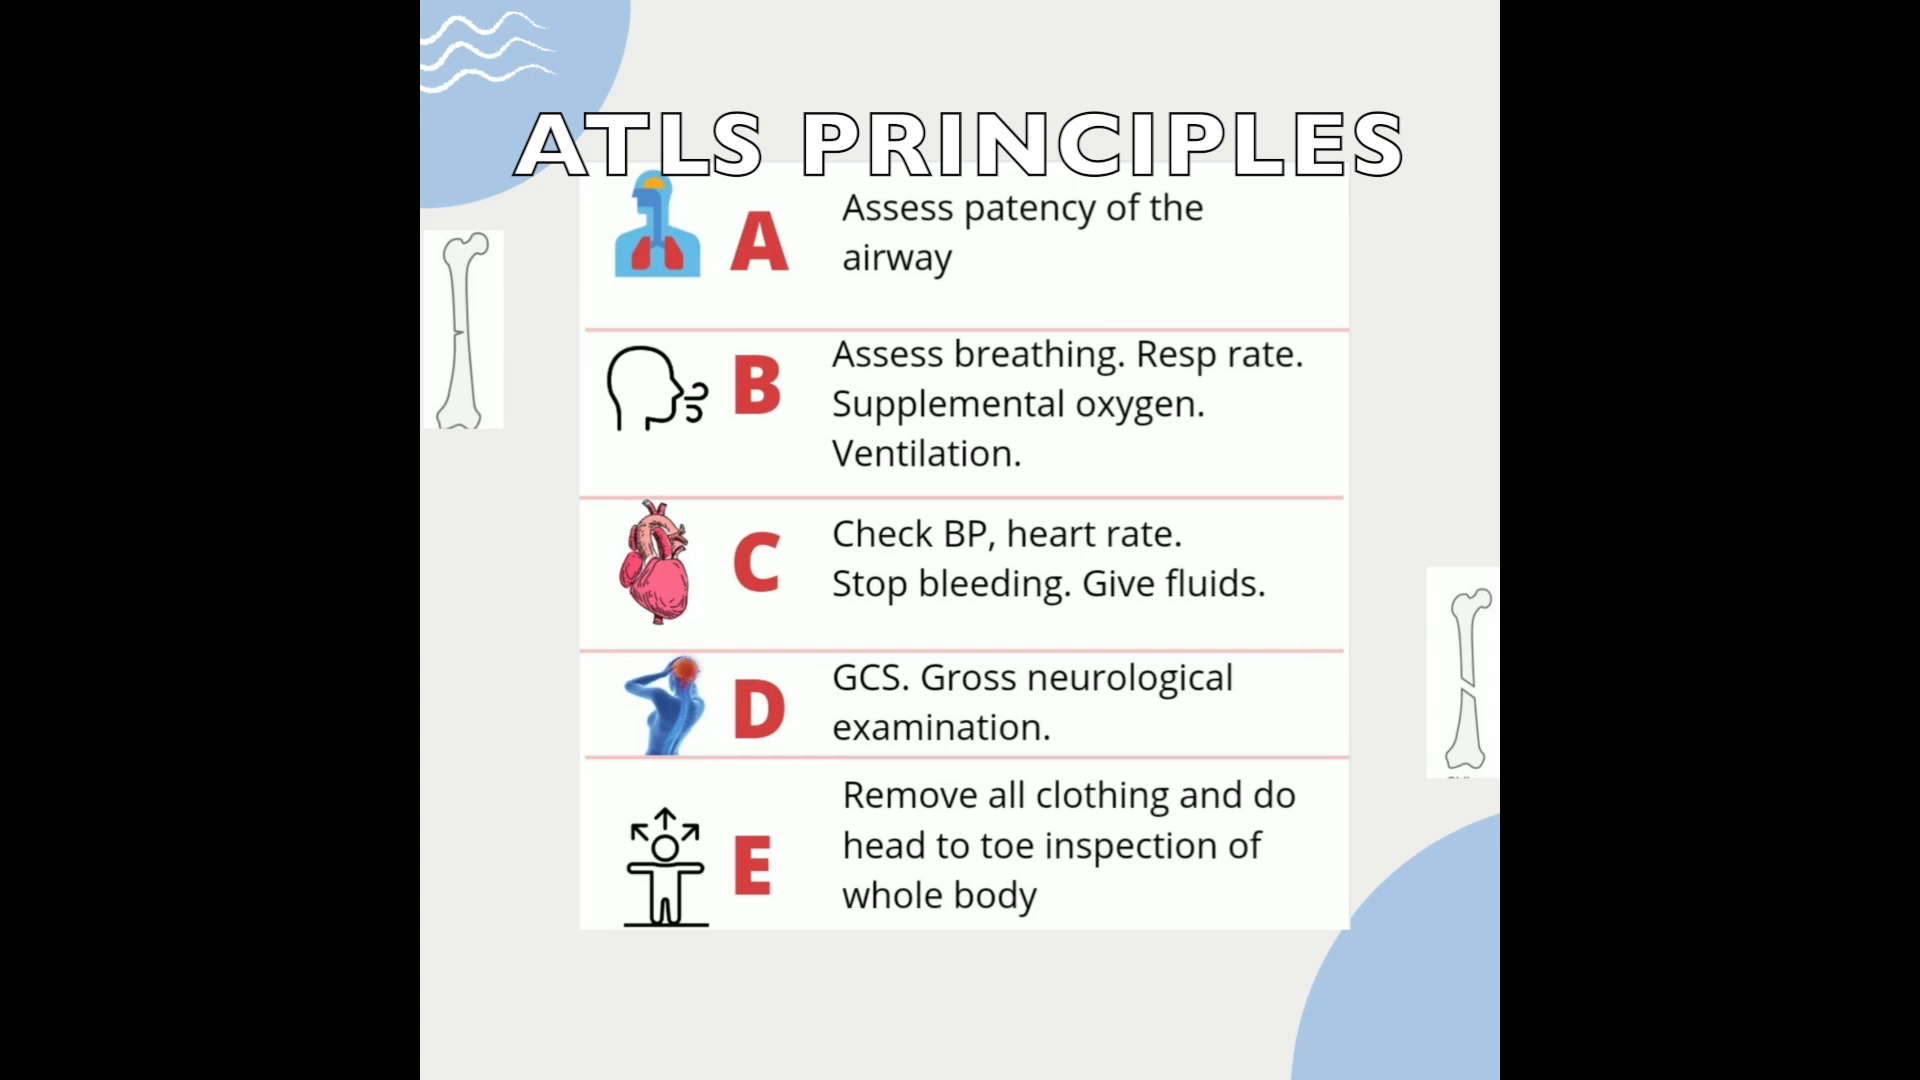 ATLS PRINCIPLES
A
Assess patency of the
airway
B
Assess breathing. Resp rate.
Supplemental oxygen.
Ventilation.
C
Check BP, heart rate.
Stop bleeding. Give fluids.
D
GCS. Gross neurological
examination.
E
Remove all clothing and do
head to toe inspection of
whole body